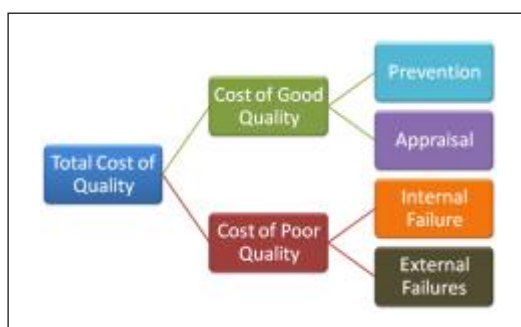 Total Cost of
Quality
Cost of Good
Quality
Prevention
Appraisal
Cost of Poor
Quality
Internal
Failure
External
Failures